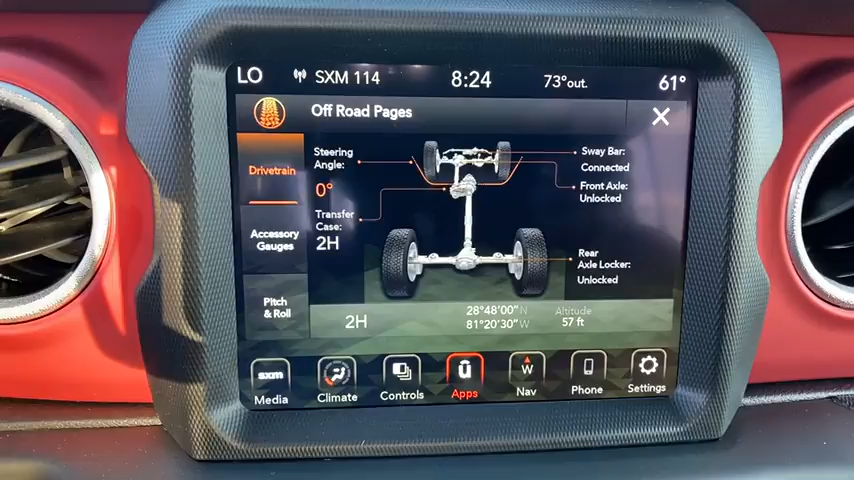 LO SXM 114 8:24 73°out. 61°
Off Road Pages X
Drivetrain
Accessory
Gauges
Pitch
& Roll
Steering
Angle:
0°
Transfer
Case:
2H
Sway Bar:
Connected
Front Axle:
Unlocked
Rear
Axle Locker:
Unlocked
2H
28°48'00"N
81°20'30"W
Altitude
57 ft
sxm
Media
Climate
Controls
ū
Apps
W
Nav
Phone
Settings